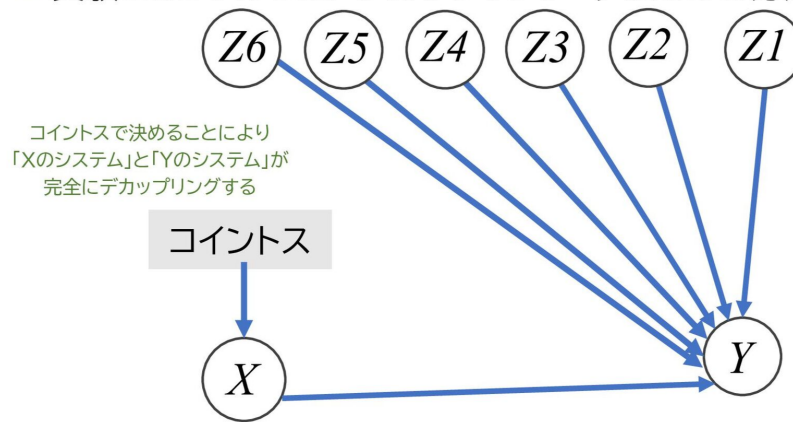 Z6 Z5 Z4 Z3 Z2 Z1
コイントスで決めることにより
「Xのシステム」と「Yのシステム」が
完全にデカップリングする
コイントス
X
Y